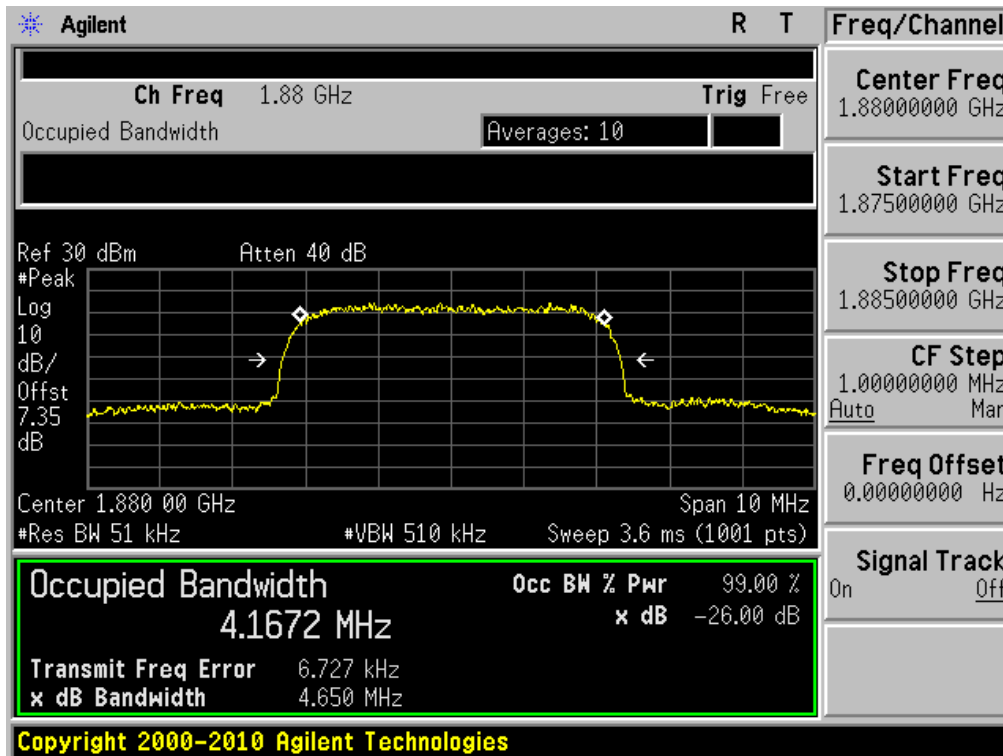 Agilent R T
Ch Freq 1.88 GHz Trig Free
Occupied Bandwidth Averages: 10
Ref 30 dBm Atten 40 dB
#Peak
Log
10
dB/
Offst
7.35
dB
Center 1.880 00 GHz Span 10 MHz
#Res BW 51 kHz #VBW 510 kHz Sweep 3.6 ms (1001 pts)
Occupied Bandwidth Occ BW % Pwr 99.00 %
4.1672 MHz x dB -26.00 dB
Transmit Freq Error 6.727 kHz
x dB Bandwidth 4.650 MHz
Copyright 2000-2010 Agilent Technologies
Freq/Channel
Center Freq
1.88000000 GHz
Start Freq
1.87500000 GHz
Stop Freq
1.88500000 GHz
CF Step
1.00000000 MHz
Auto Man
Freq Offset
0.00000000 Hz
Signal Track
On Off